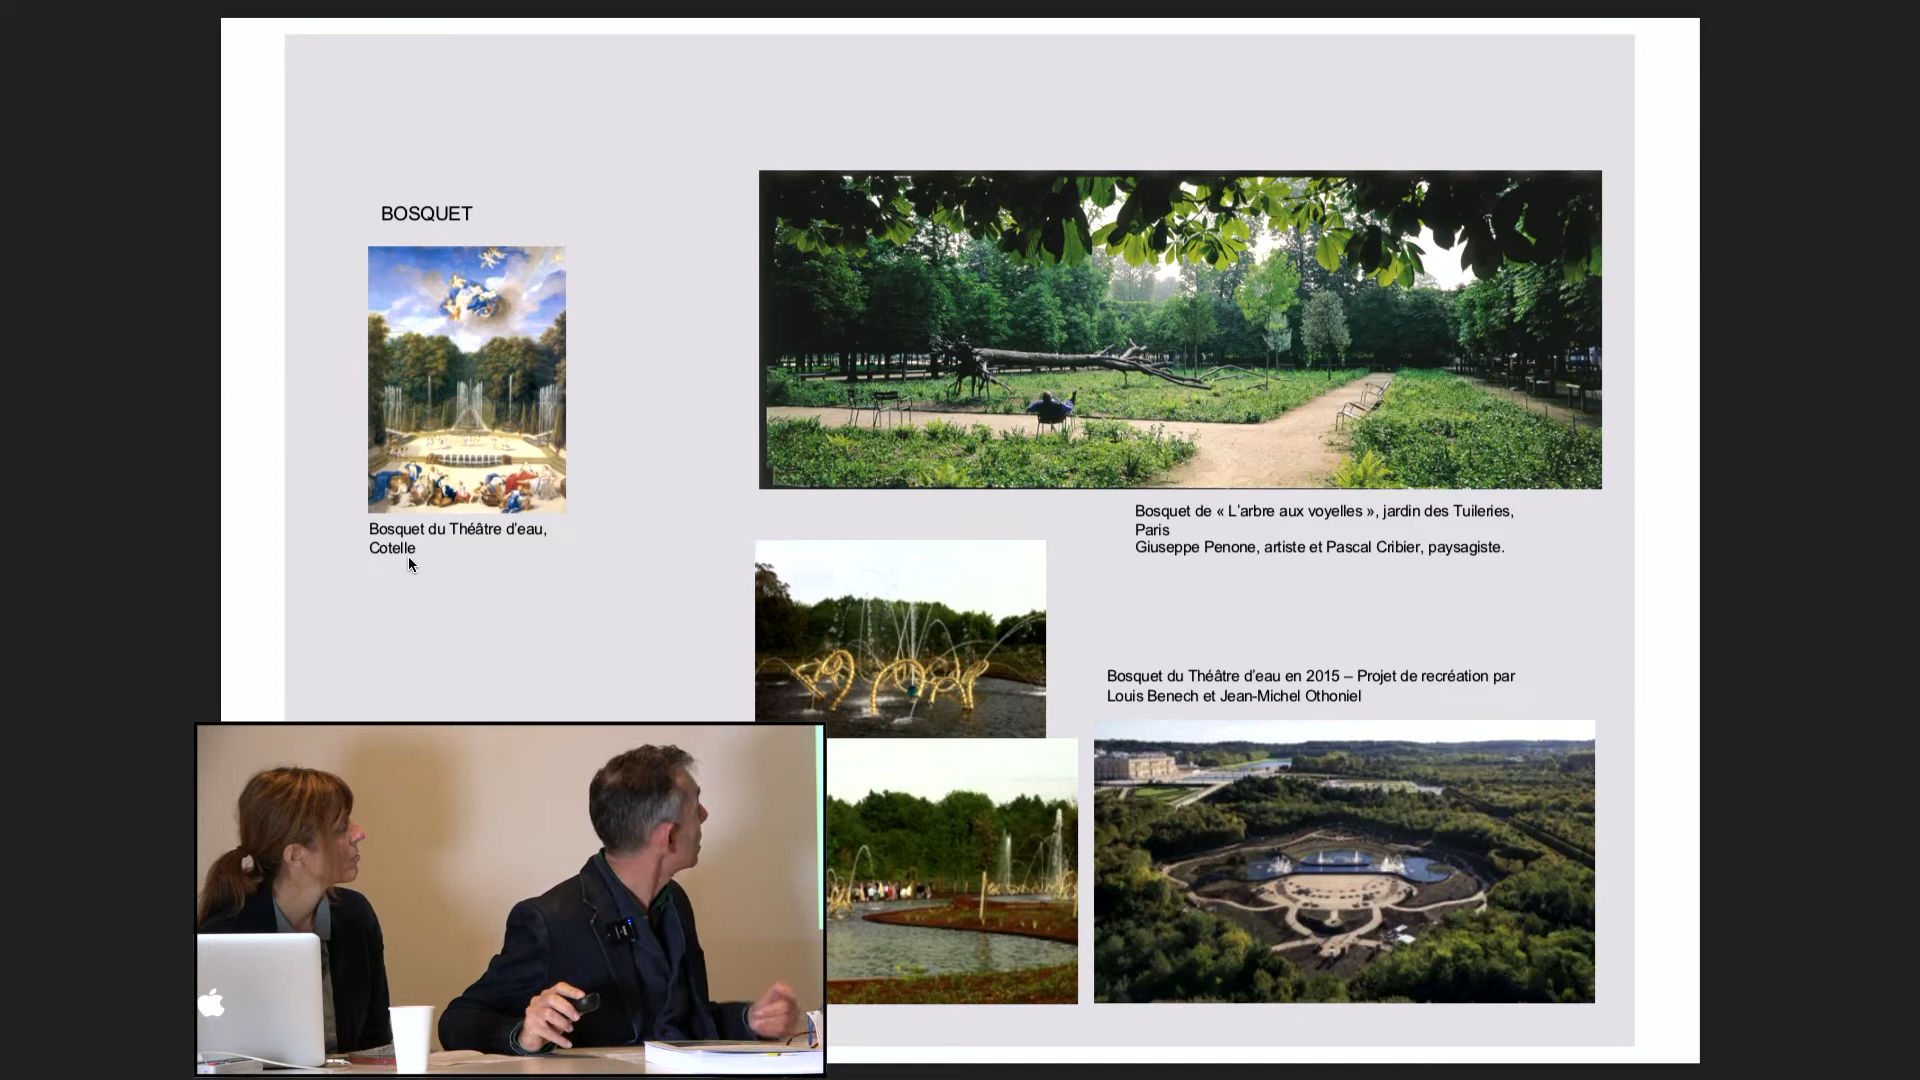 BOSQUET
Bosquet du Théâtre d’eau,
Cotelle
Bosquet de « L’arbre aux voyelles », jardin des Tuileries,
Paris
Giuseppe Penone, artiste et Pascal Cribier, paysagiste.
Bosquet du Théâtre d’eau en 2015 – Projet de recréation par
Louis Benech et Jean-Michel Othoniel